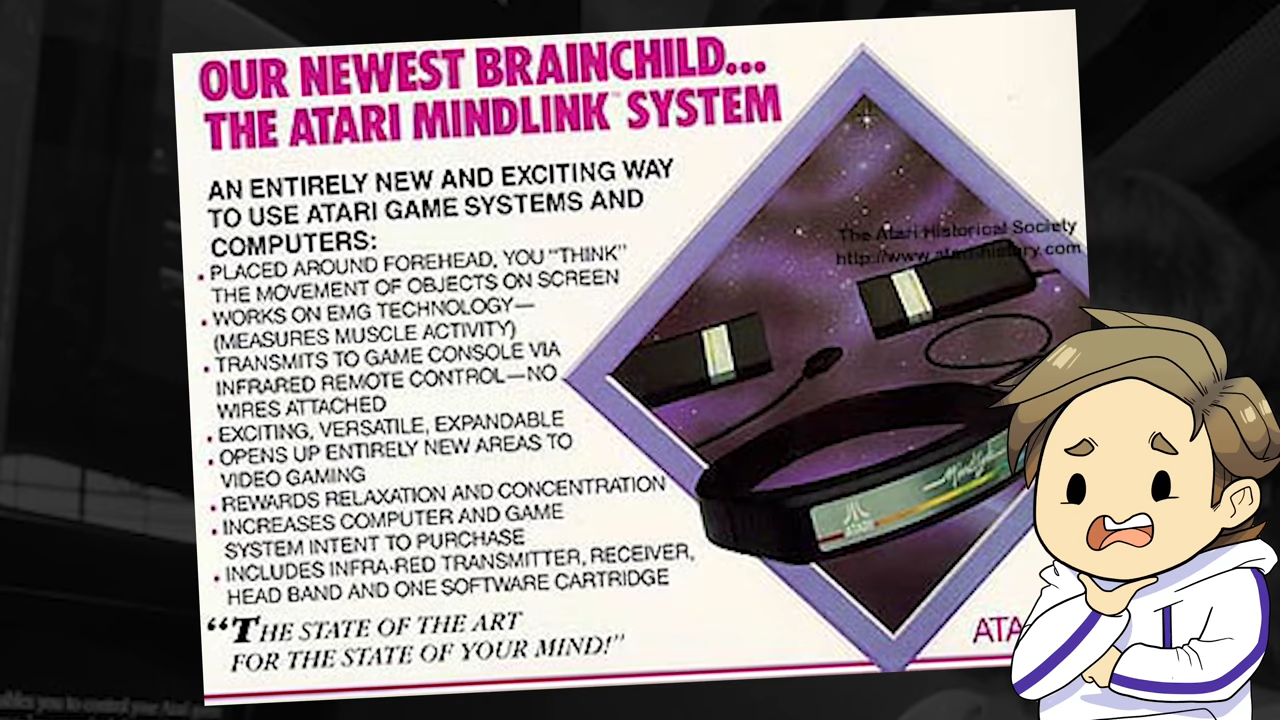 OUR NEWEST BRAINCHILD...
THE ATARI MINDLINK™ SYSTEM
AN ENTIRELY NEW AND EXCITING WAY
TO USE ATARI GAME SYSTEMS AND
COMPUTERS:
• PLACED AROUND FOREHEAD, YOU "THINK"
THE MOVEMENT OF OBJECTS ON SCREEN
• WORKS ON EMG TECHNOLOGY—
(MEASURES MUSCLE ACTIVITY)
• TRANSMITS TO GAME CONSOLE VIA
INFRARED REMOTE CONTROL—NO
WIRES ATTACHED
• EXCITING, VERSATILE, EXPANDABLE
• OPENS UP ENTIRELY NEW AREAS TO
VIDEO GAMING
• REWARDS RELAXATION AND CONCENTRATION
• INCREASES COMPUTER AND GAME
SYSTEM INTENT TO PURCHASE
• INCLUDES INFRA-RED TRANSMITTER, RECEIVER,
HEAD BAND AND ONE SOFTWARE CARTRIDGE
"THE STATE OF THE ART
FOR THE STATE OF YOUR MIND!"
The Atari Historical Society
http://www.atari-history.com
Mindlink
ATARI
ATA